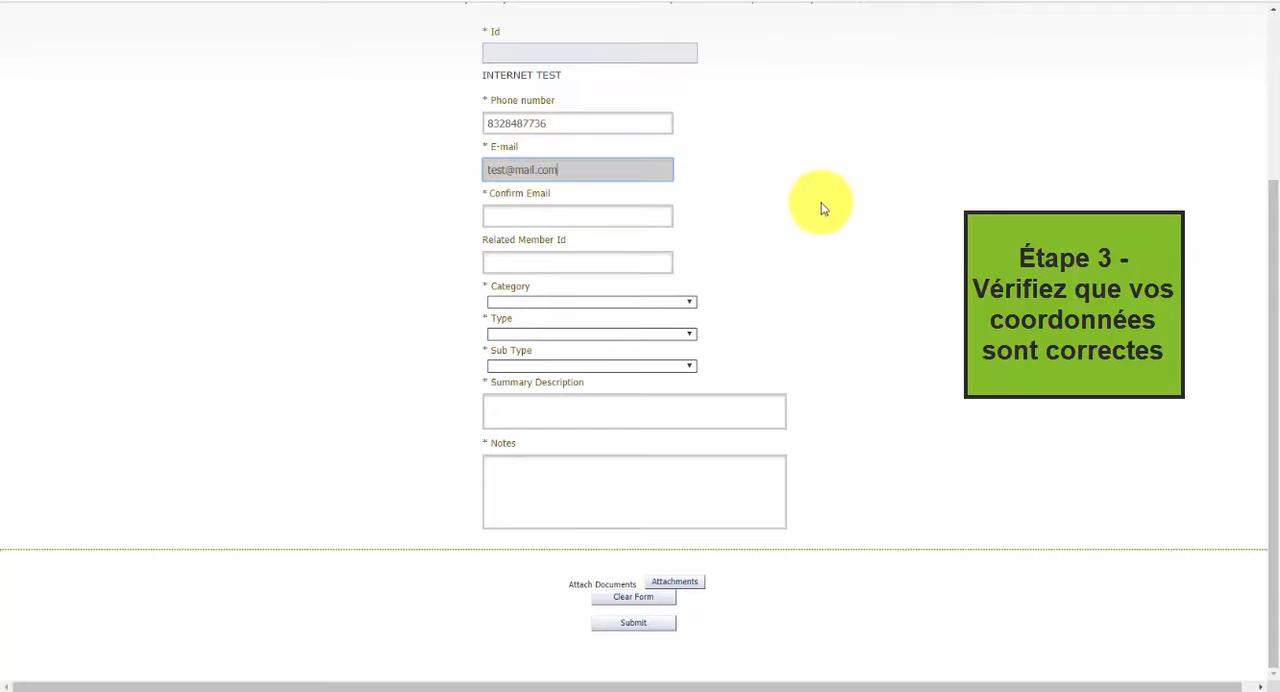 * Id
INTERNET TEST
* Phone number
8328487736
* E-mail
test@mail.com
* Confirm Email
Related Member Id
* Category
* Type
* Sub Type
* Summary Description
* Notes
Attach Documents Attachments
Clear Form
Submit
Étape 3 -
Vérifiez que vos
coordonnées
sont correctes